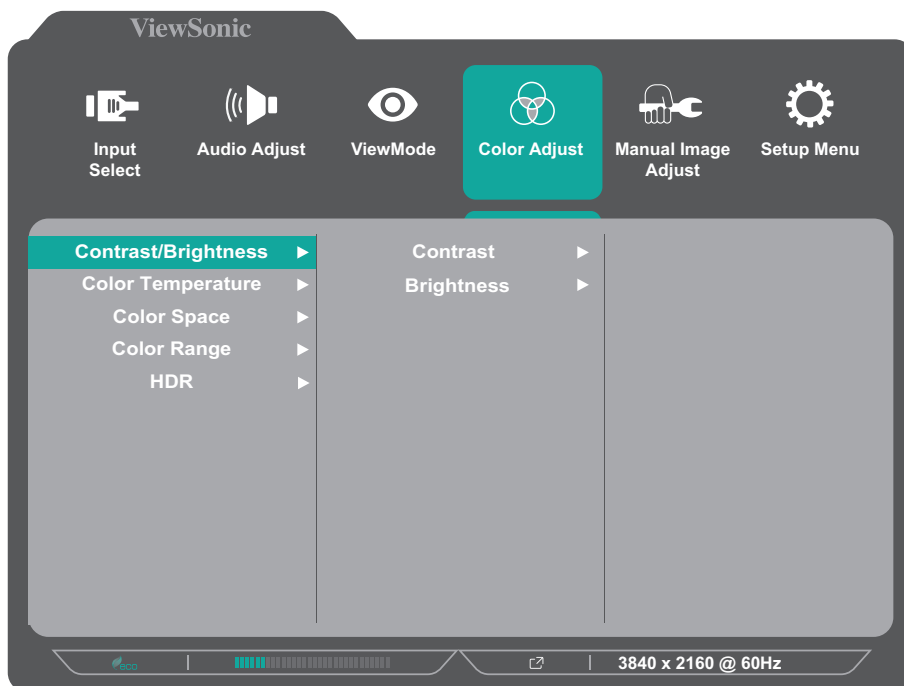 ViewSonic
Input
Select
Audio Adjust
ViewMode
Color Adjust
Manual Image
Adjust
Setup Menu
Contrast/Brightness
Color Temperature
Color Space
Color Range
HDR
Contrast
Brightness
eco
3840 x 2160 @ 60Hz